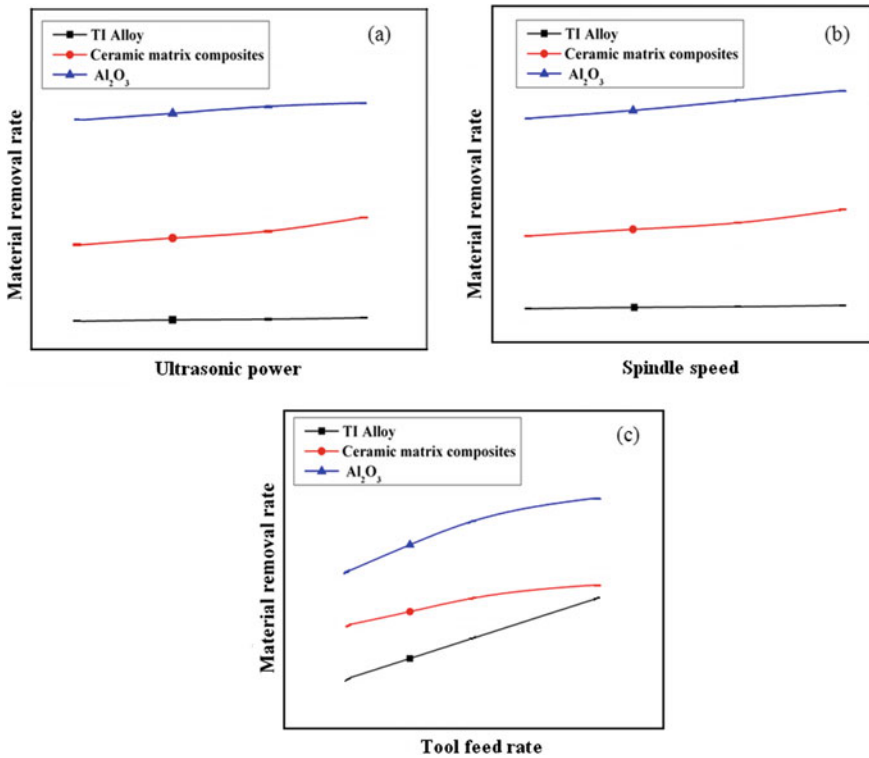 (a)
TI Alloy
Ceramic matrix composites
Al₂O₃
Material removal rate
Ultrasonic power
(b)
TI Alloy
Ceramic matrix composites
Al₂O₃
Material removal rate
Spindle speed
(c)
TI Alloy
Ceramic matrix composites
Al₂O₃
Material removal rate
Tool feed rate